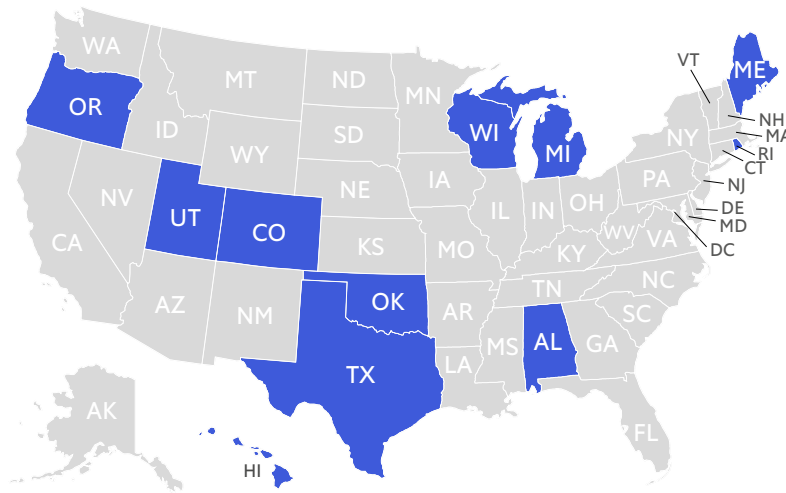 WA
MT
ND
MN
VT
ME
OR
ID
SD
WI
MI
NY
NH
MA
WY
RI
CT
NE
IA
PA
NJ
NV
UT
CO
IL
IN
OH
DE
MD
CA
KS
MO
KY
WV
VA
DC
AZ
NM
OK
AR
TN
NC
SC
TX
LA
MS
AL
GA
AK
FL
HI